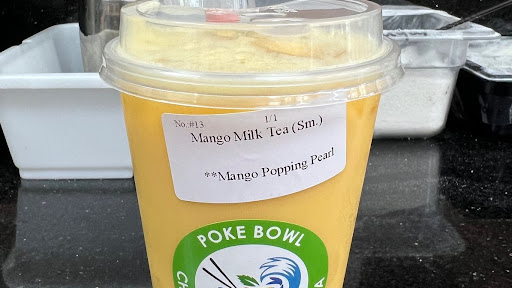 No.#13 1/1
Mango Milk Tea (Sm.)
**Mango Popping Pearl
POKE BOWL